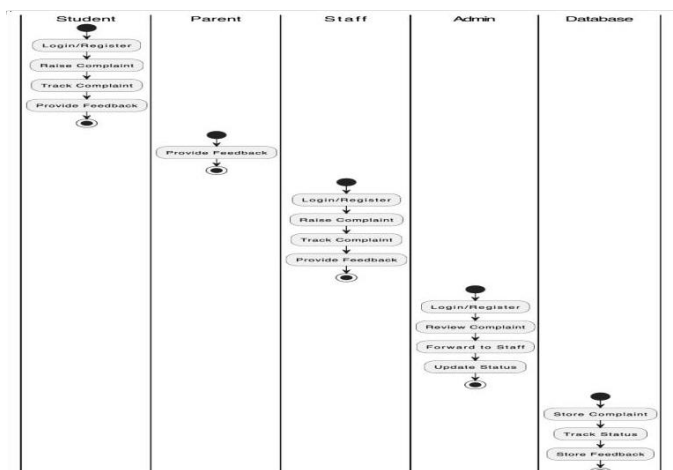 Student Parent Staff Admin Database
Login/Register
Raise Complaint
Track Complaint
Provide Feedback
Provide Feedback
Login/Register
Raise Complaint
Track Complaint
Provide Feedback
Login/Register
Review Complaint
Forward to Staff
Update Status
Store Complaint
Track Status
Store Feedback